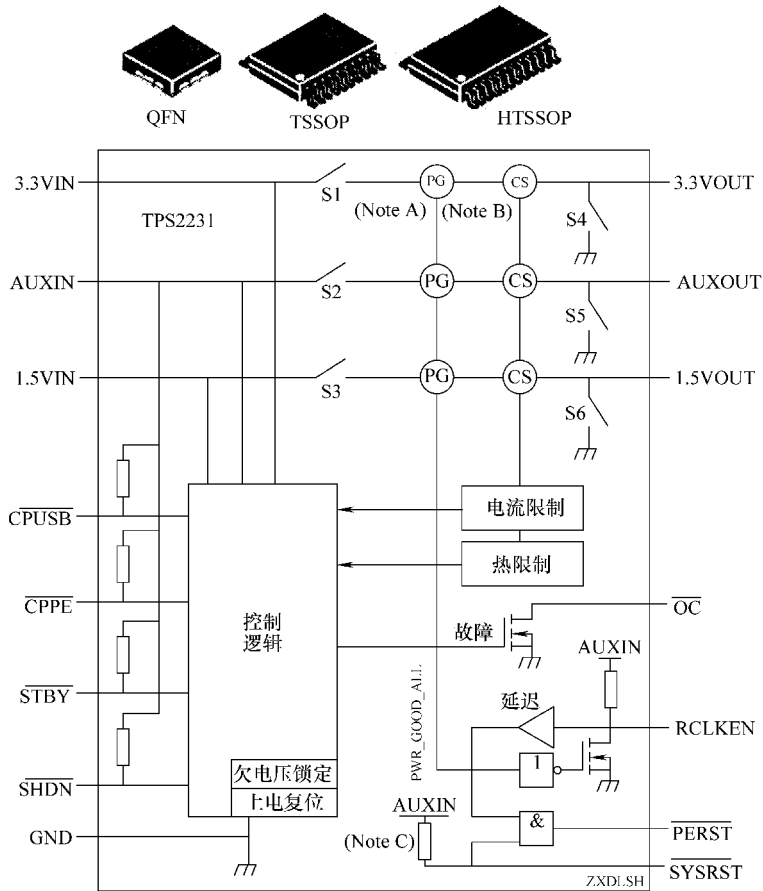 QFN
TSSOP
HTSSOP
3.3VIN
S1
PG
(Note A)
(Note B)
CS
3.3VOUT
TPS2231
S4
AUXIN
S2
PG
CS
AUXOUT
S5
1.5VIN
S3
PG
CS
1.5VOUT
S6
CPUSB
电流限制
热限制
CPPE
控制
逻辑
故障
OC
AUXIN
STBY
PWR_GOOD_ALL
延迟
RCLKEN
1
SHDN
欠电压锁定
上电复位
AUXIN
(Note C)
&
GND
PERST
SYSRST
ZXDLSH